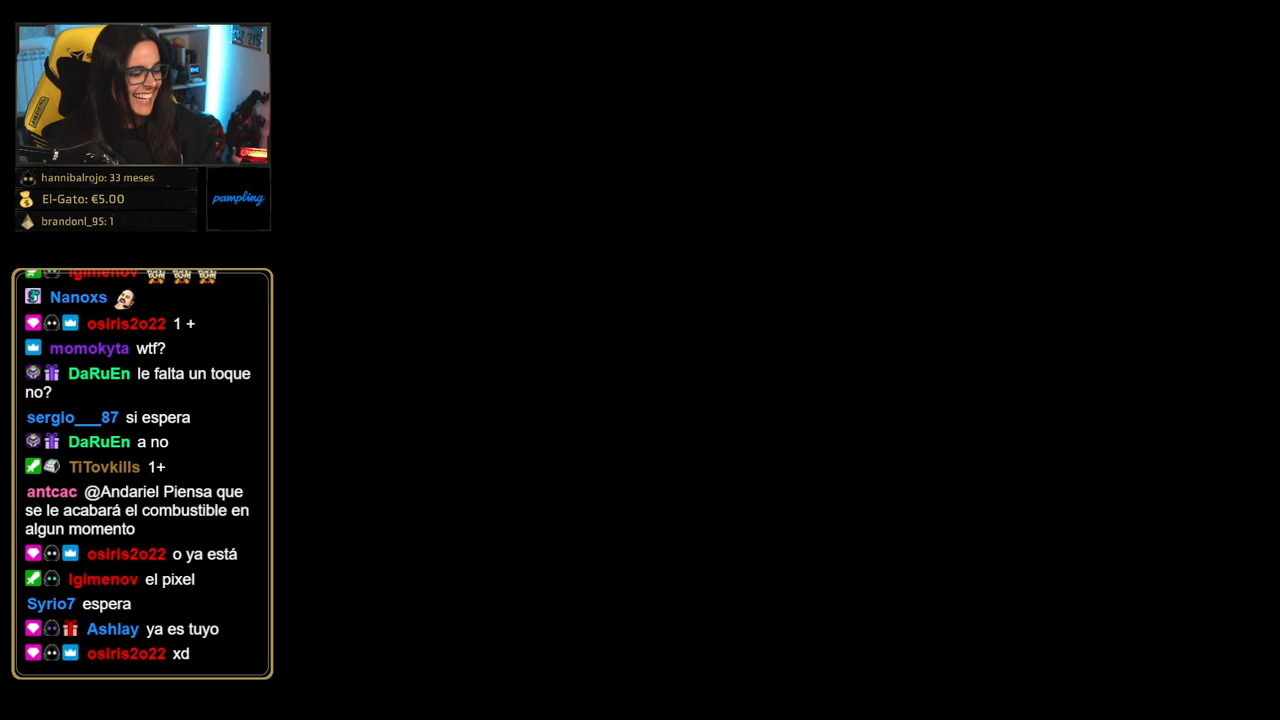 hannibalrojo: 33 meses
El-Gato: €5.00
pampling
brandonl_95: 1
Igimenov
Nanoxs
osiris2o22 1 +
momokyta wtf?
DaRuEn le falta un toque
no?
sergio___87 si espera
DaRuEn a no
TiTovkills 1+
antcac @Andariel Piensa que
se le acabará el combustible en
algun momento
osiris2o22 o ya está
Igimenov el pixel
Syrio7 espera
Ashlay ya es tuyo
osiris2o22 xd